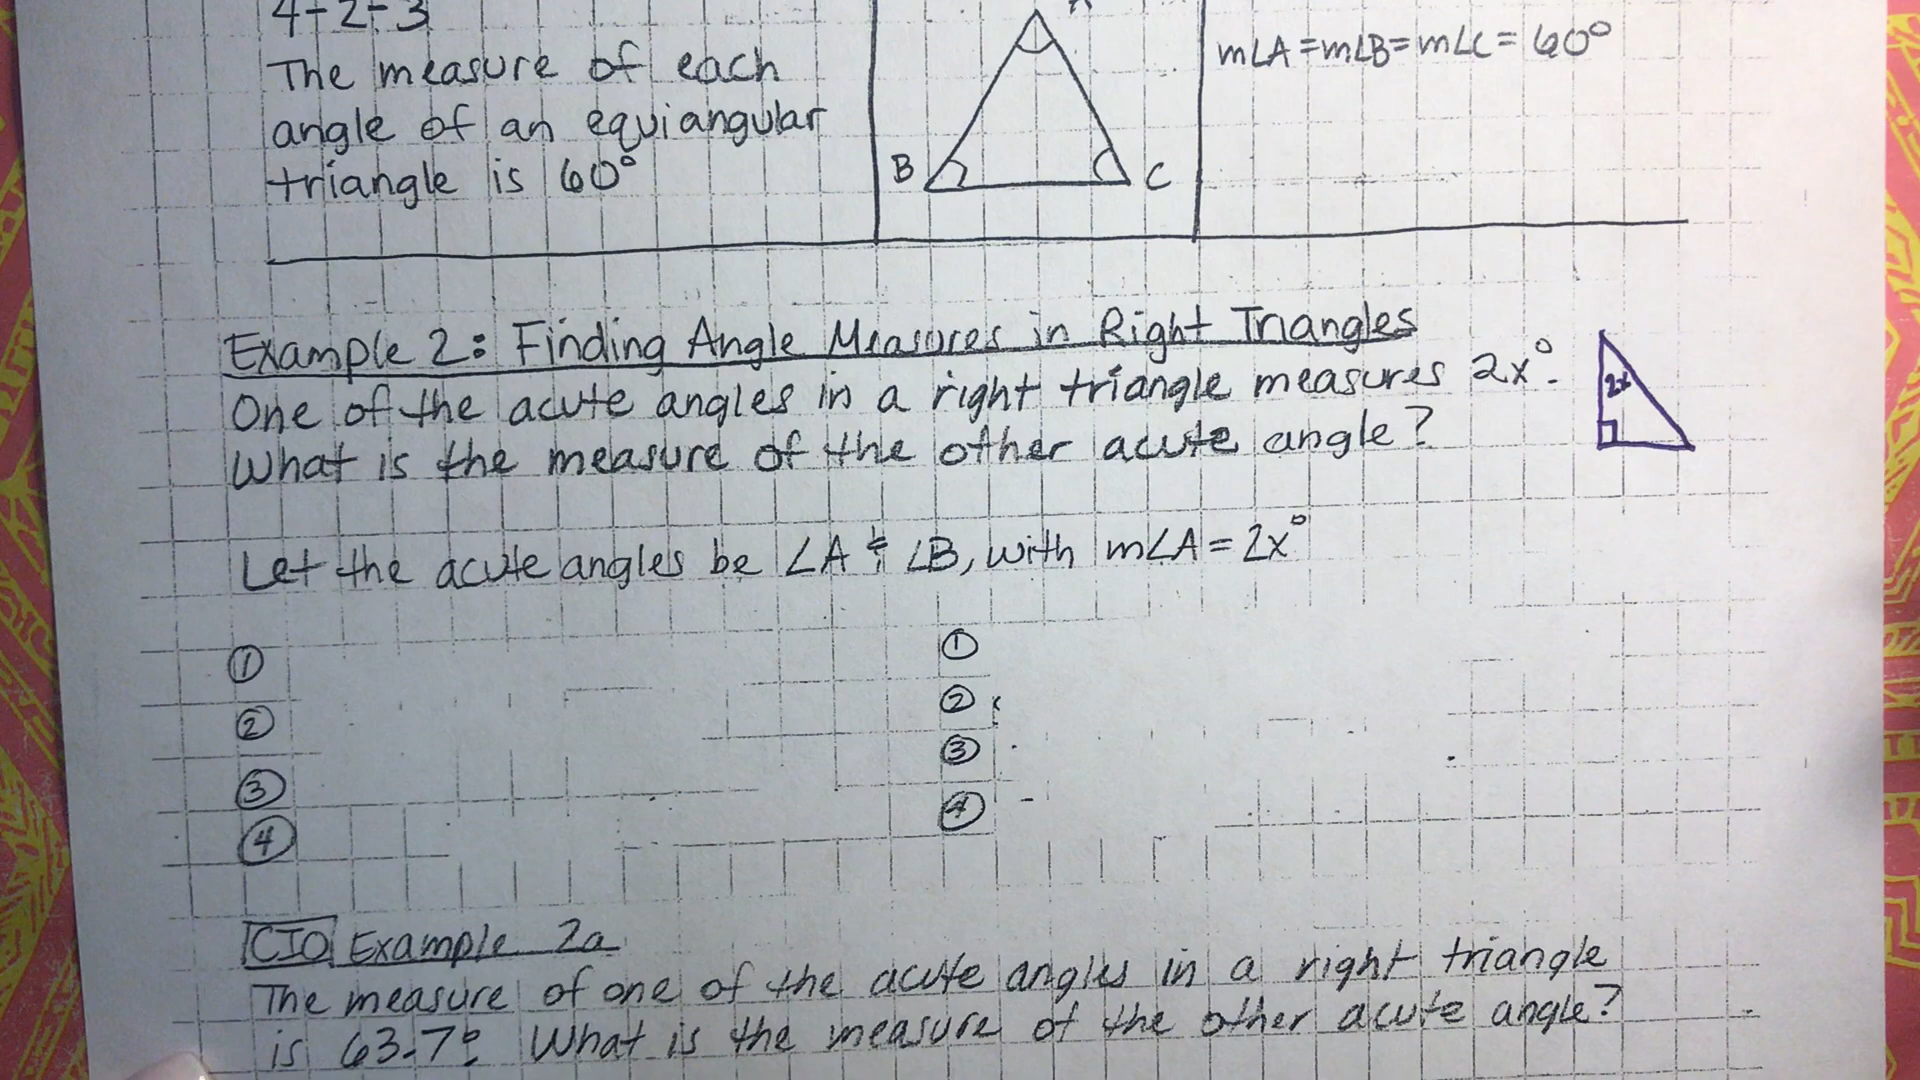 4-2-3
The measure of each
angle of an equiangular
triangle is 60°
B
C
m∠A = m∠B = m∠C = 60°
Example 2: Finding Angle Measures in Right Triangles
One of the acute angles in a right triangle measures 2x°.
What is the measure of the other acute angle?
2x
Let the acute angles be ∠A & ∠B, with m∠A = 2x°
①
②
③
④
①
②
③
④
CIO Example 2a
The measure of one of the acute angles in a right triangle
is 63.7°. What is the measure of the other acute angle?